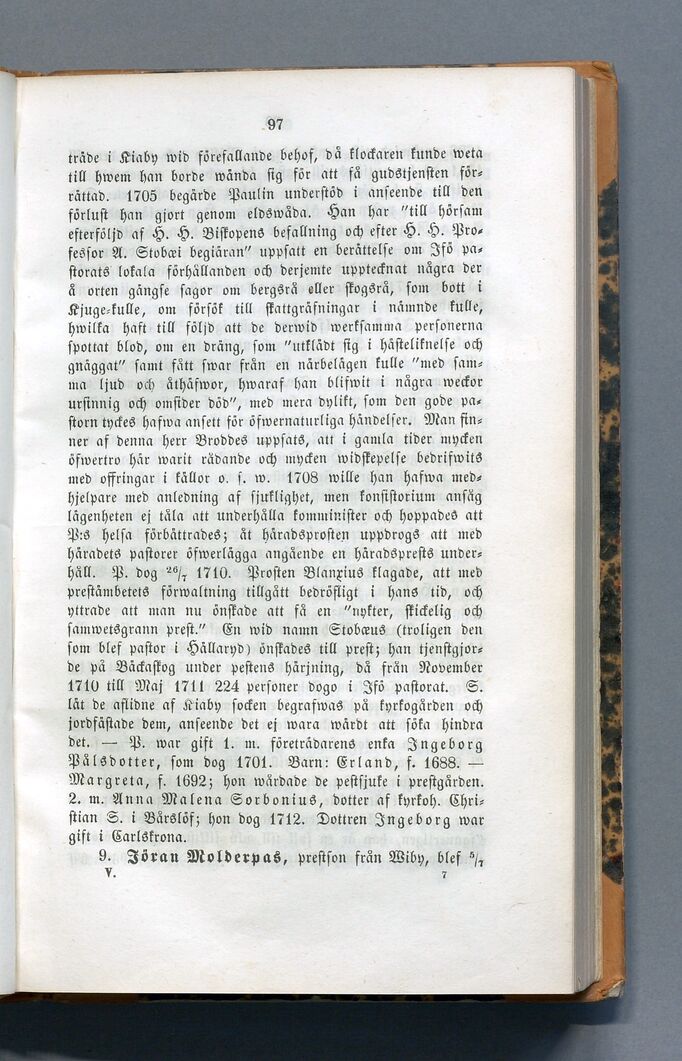 97
träde i Kiaby wid förefallande behof, då klockaren kunde weta
till hwem han borde wända sig för att få gudstjensten för-
rättad. 1705 begärde Paulin understöd i anseende till den
förlust han gjort genom eldswåda. Han har "till hörsam
efterföljd af H. H. Biskopens befallning och efter H. H. Pro-
fessor A. Stobæi begiäran" uppsatt en berättelse om Ifö pa-
storats lokala förhållanden och derjemte upptecknat några der
å orten gängse sagor om bergsrå eller skogsrå, som bott i
Kjuge-kulle, om försök till skattgräfningar i nämnde kulle,
hwilka haft till följd att de derwid werksamma personerna
spottat blod, om en dräng, som "utklädt sig i hästeliknelse och
gnäggat" samt fått swar från en närbelägen kulle "med sam-
ma ljud och åthäfwor, hwaraf han blifwit i några weckor
ursinnig och omsider död", med mera dylikt, som den gode pa-
storn tyckes hafwa ansett för öfwernaturliga händelser. Man fin-
ner af denna herr Broddes uppsats, att i gamla tider mycken
öfwertro här warit rådande och mycken widskepelse bedrifwits
med offringar i källor o. s. w. 1708 wille han hafwa med-
hjelpare med anledning af sjuklighet, men konsistorium ansåg
lägenheten ej tåla att underhålla komminister och hoppades att
P:s helsa förbättrades; åt häradsprosten uppdrogs att med
häradets pastorer öfwerlägga angående en häradsprests under-
håll. P. dog 26/7 1710. Prosten Blanxius klagade, att med
prestämbetets förwaltning tillgått bedröfligt i hans tid, och
yttrade att man nu önskade att få en "nykter, skickelig och
samwetsgrann prest." En wid namn Stobæus (troligen den
som blef pastor i Hällaryd) önskades till prest; han tjenstgjor-
de på Bäckaskog under pestens härjning, då från November
1710 till Maj 1711 224 personer dogo i Ifö pastorat. S.
lät de aflidne af Kiaby socken begrafwas på kyrkogården och
jordfästade dem, anseende det ej wara wärdt att söka hindra
det. — P. war gift 1. m. företrädarens enka Ingeborg
Pålsdotter, som dog 1701. Barn: Erland, f. 1688. —
Margreta, f. 1692; hon wårdade de pestsjuke i prestgården.
2. m. Anna Malena Sorbonius, dotter af kyrkoh. Chri-
stian S. i Bårslöf; hon dog 1712. Dottren Ingeborg war
gift i Carlskrona.
9. Jöran Molderpas, prestson från Wiby, blef 5/7
V. 7